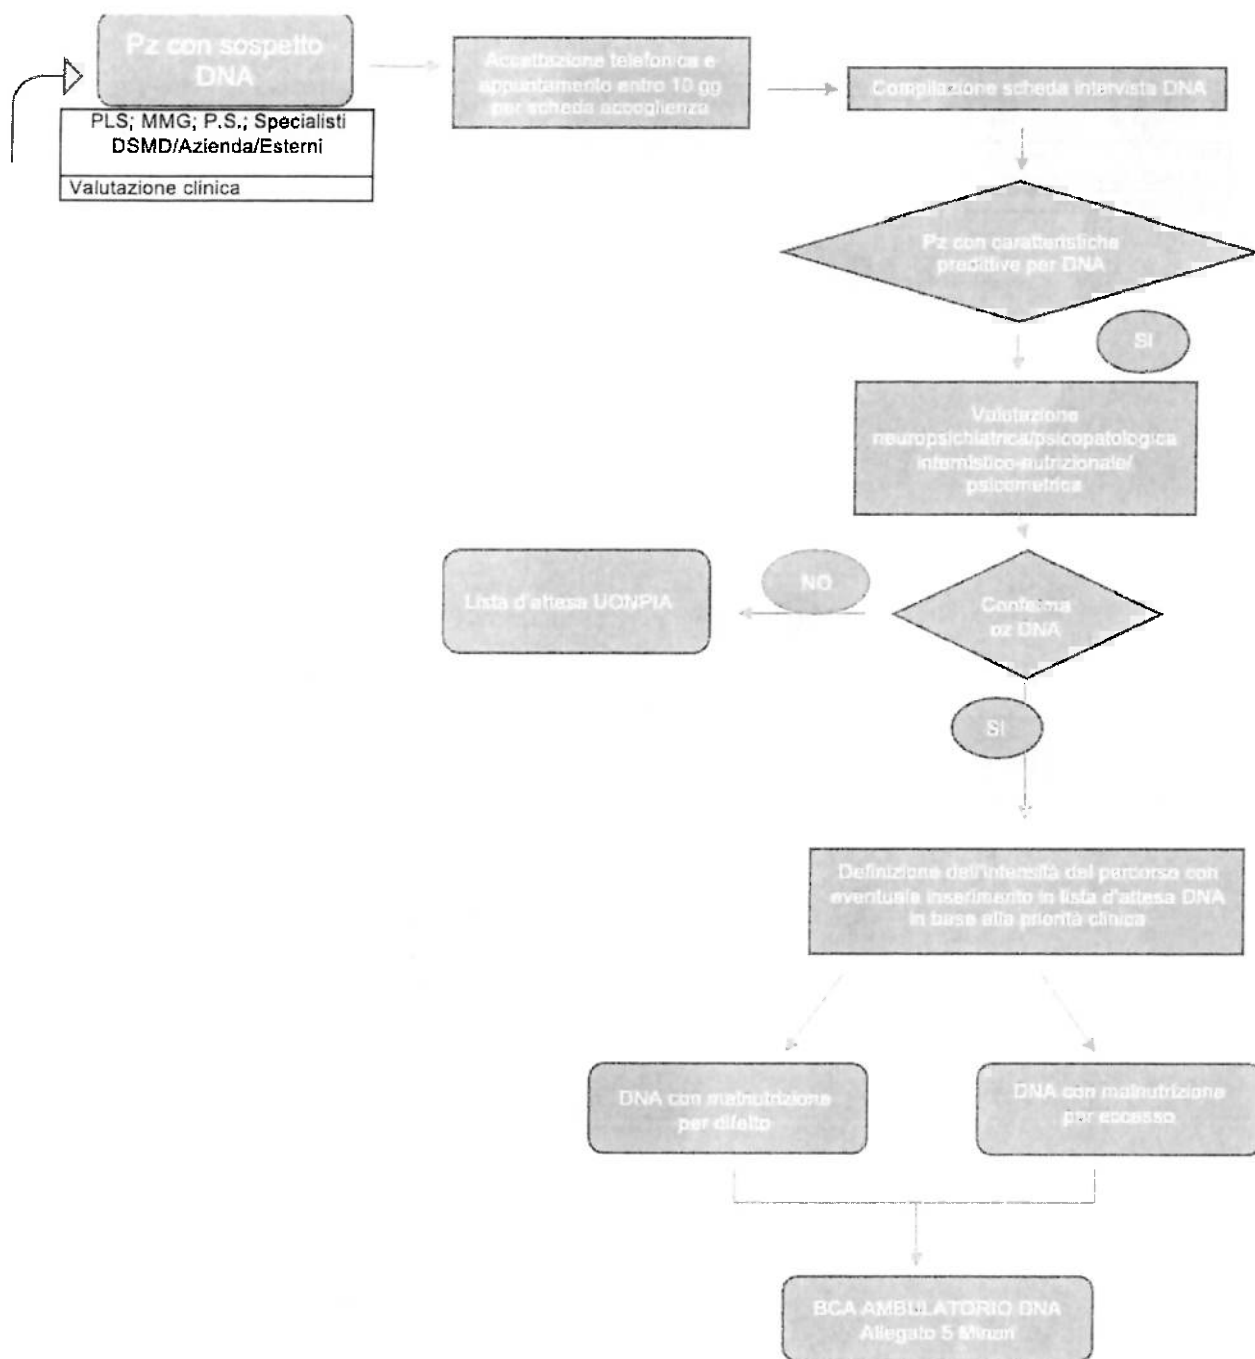 Pz con sospetto
DNA
PLS; MMG; P.S.; Specialisti
DSMD/Azienda/Esterni
Valutazione clinica
Accettazione telefonica e
appuntamento entro 10 gg
per scheda accoglienza
Compilazione scheda intervista DNA
Pz con caratteristiche
predittive per DNA
SI
Valutazione
neuropsichiatrica/psicopatologica
internistico-nutrizionale/
psicometrica
Lista d'attesa UONPIA
NO
Conferma
pz DNA
SI
Definizione dell'intensità del percorso con
eventuale inserimento in lista d'attesa DNA
in base alla priorità clinica
DNA con malnutrizione
per difetto
DNA con malnutrizione
per eccesso
BCA AMBULATORIO DNA
Allegato 5 Minori